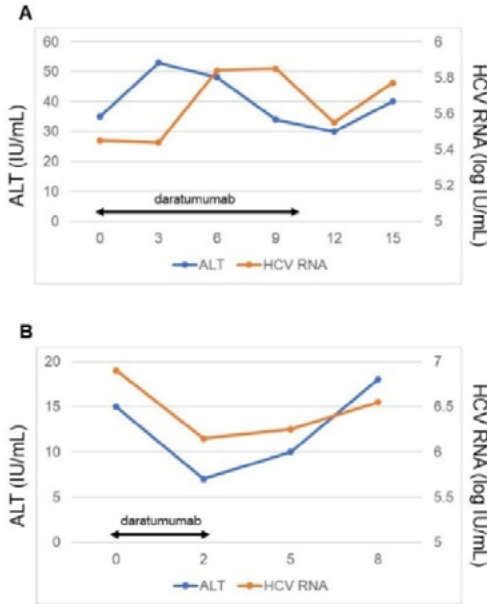 A
60
50
40
30
20
10
0
ALT (IU/mL)
6
5.8
5.6
5.4
5.2
5
HCV RNA (log IU/mL)
daratumumab
0 3 6 9 12 15
ALT HCV RNA
B
20
15
10
5
0
ALT (IU/mL)
7
6.5
6
5.5
5
HCV RNA (log IU/mL)
daratumumab
0 2 5 8
ALT HCV RNA